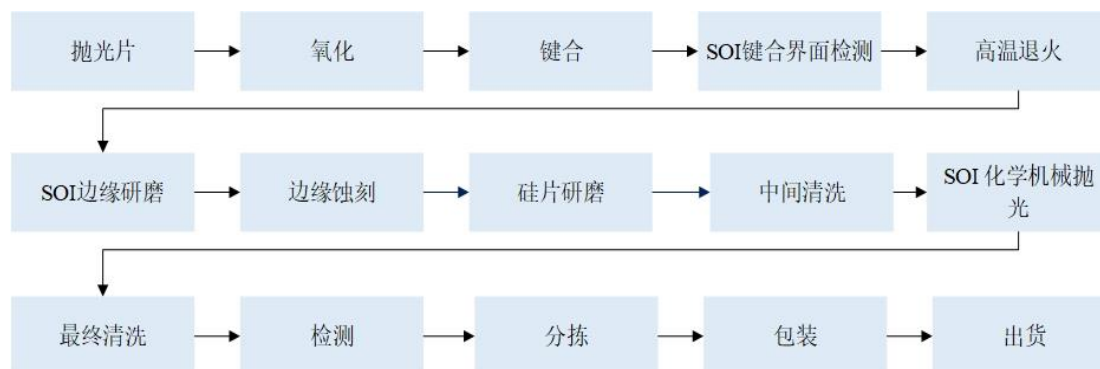 抛光片
氧化
键合
SOI键合界面检测
高温退火
SOI边缘研磨
边缘蚀刻
硅片研磨
中间清洗
SOI 化学机械抛
光
最终清洗
检测
分拣
包装
出货